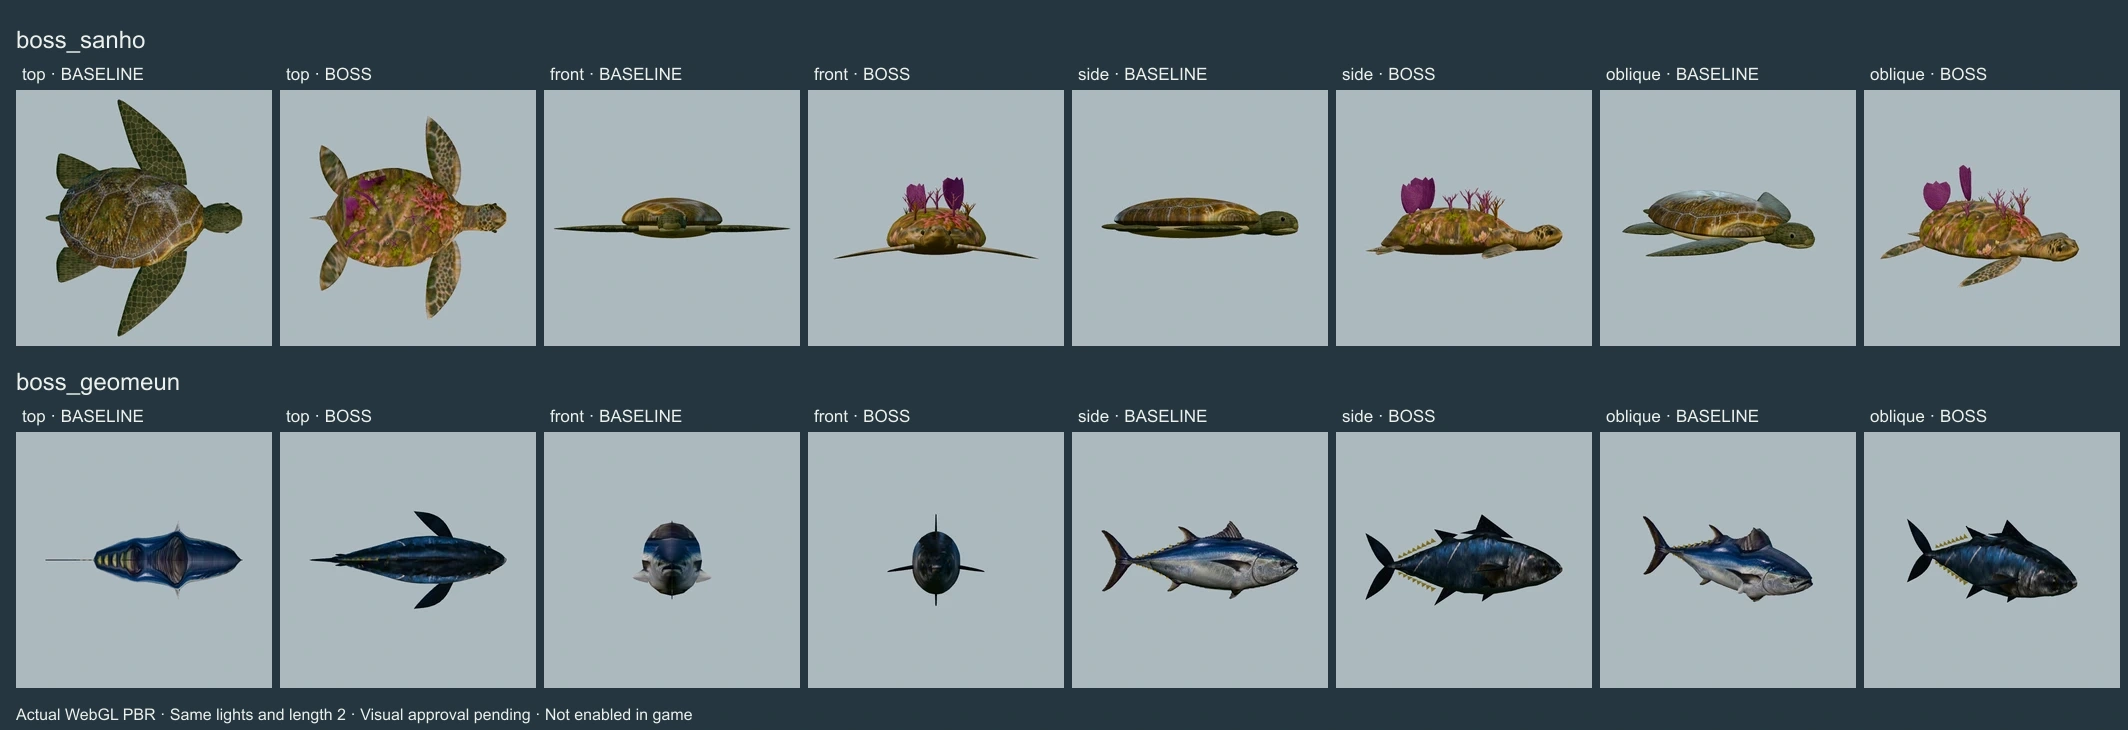 boss_sanho
top · BASELINE
top · BOSS
front · BASELINE
front · BOSS
side · BASELINE
side · BOSS
oblique · BASELINE
oblique · BOSS
boss_geomeun
top · BASELINE
top · BOSS
front · BASELINE
front · BOSS
side · BASELINE
side · BOSS
oblique · BASELINE
oblique · BOSS
Actual WebGL PBR · Same lights and length 2 · Visual approval pending · Not enabled in game